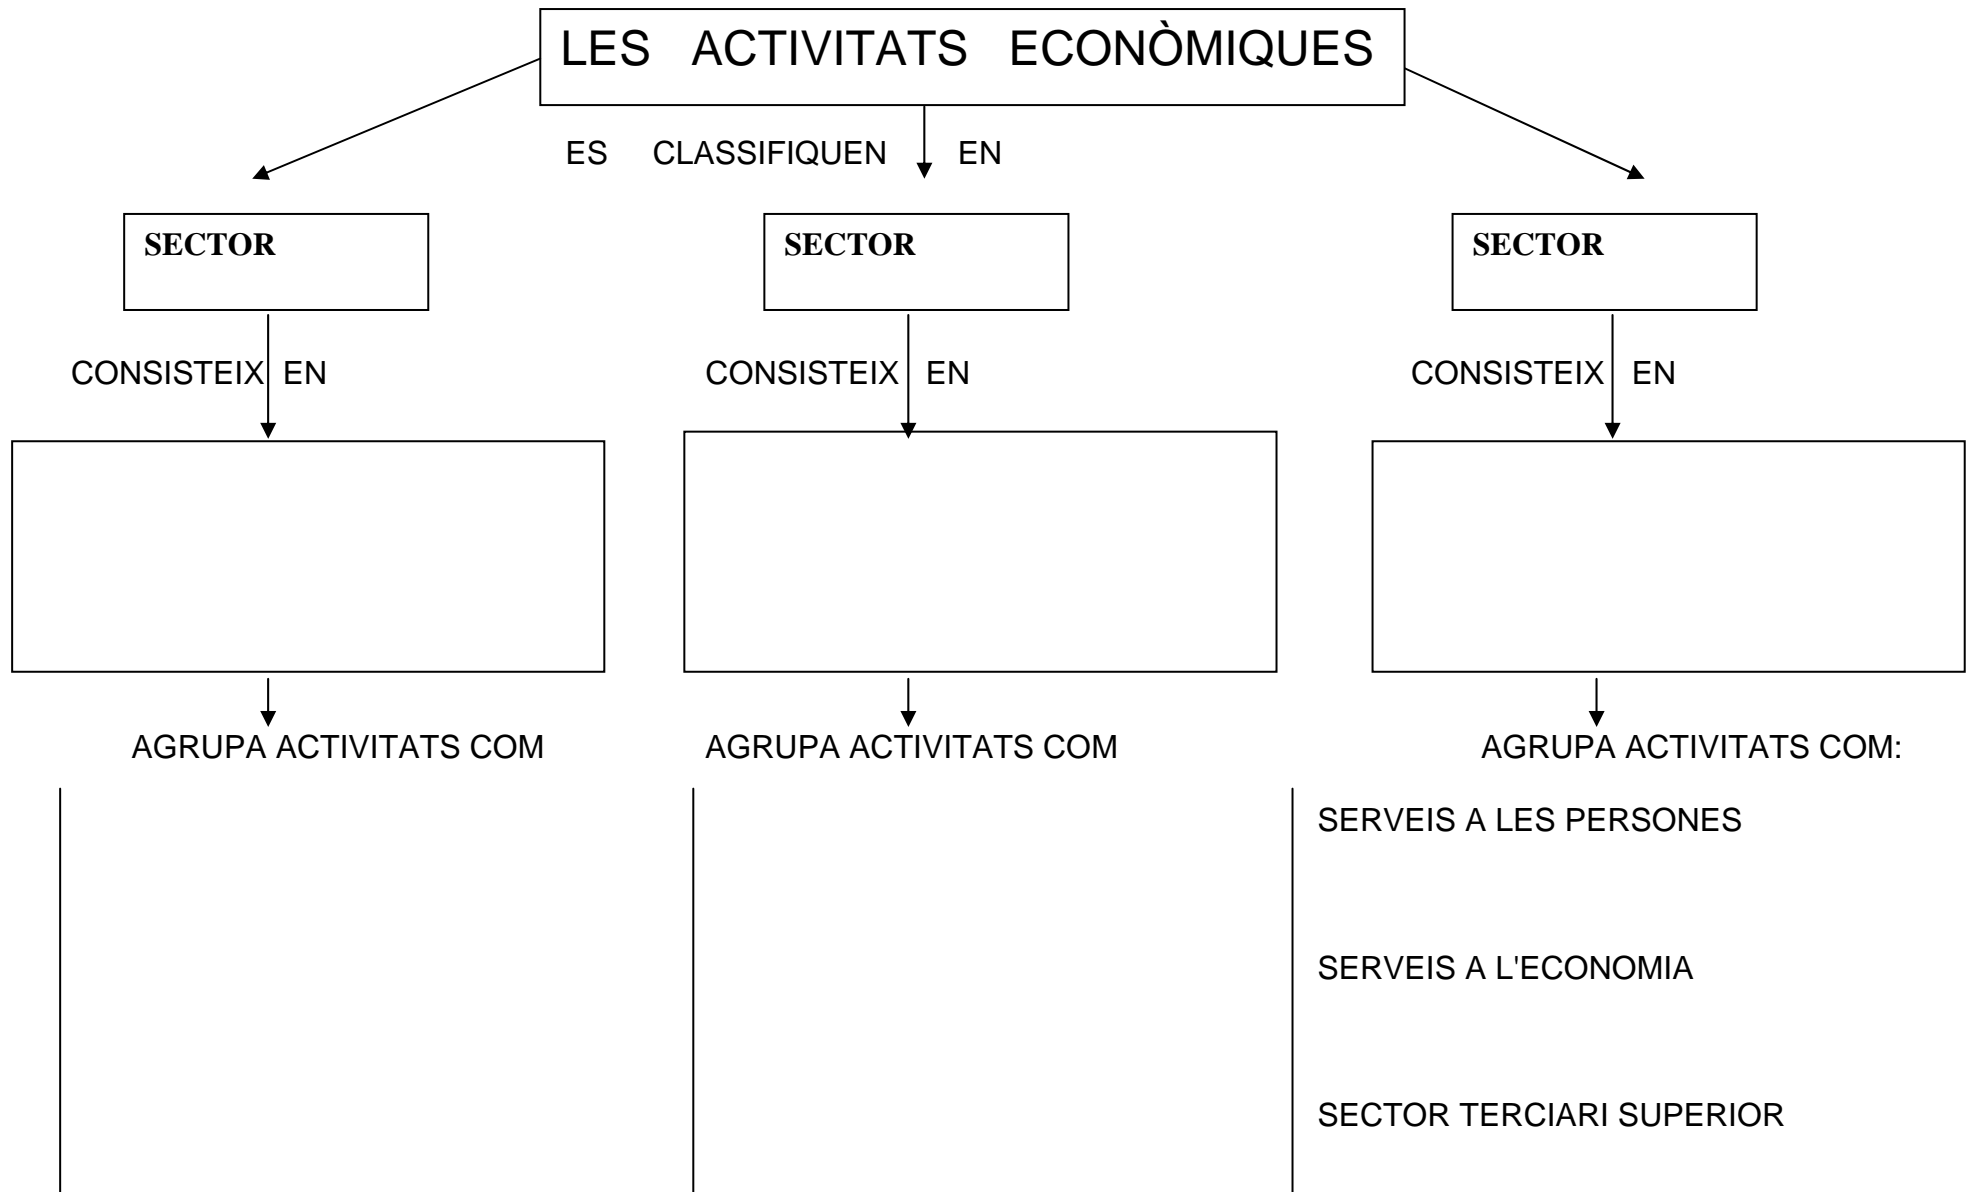 LES ACTIVITATS ECONÒMIQUES
ES CLASSIFIQUEN EN
SECTOR
SECTOR
SECTOR
CONSISTEIX EN
CONSISTEIX EN
CONSISTEIX EN
AGRUPA ACTIVITATS COM
AGRUPA ACTIVITATS COM
AGRUPA ACTIVITATS COM:
SERVEIS A LES PERSONES
SERVEIS A L'ECONOMIA
SECTOR TERCIARI SUPERIOR